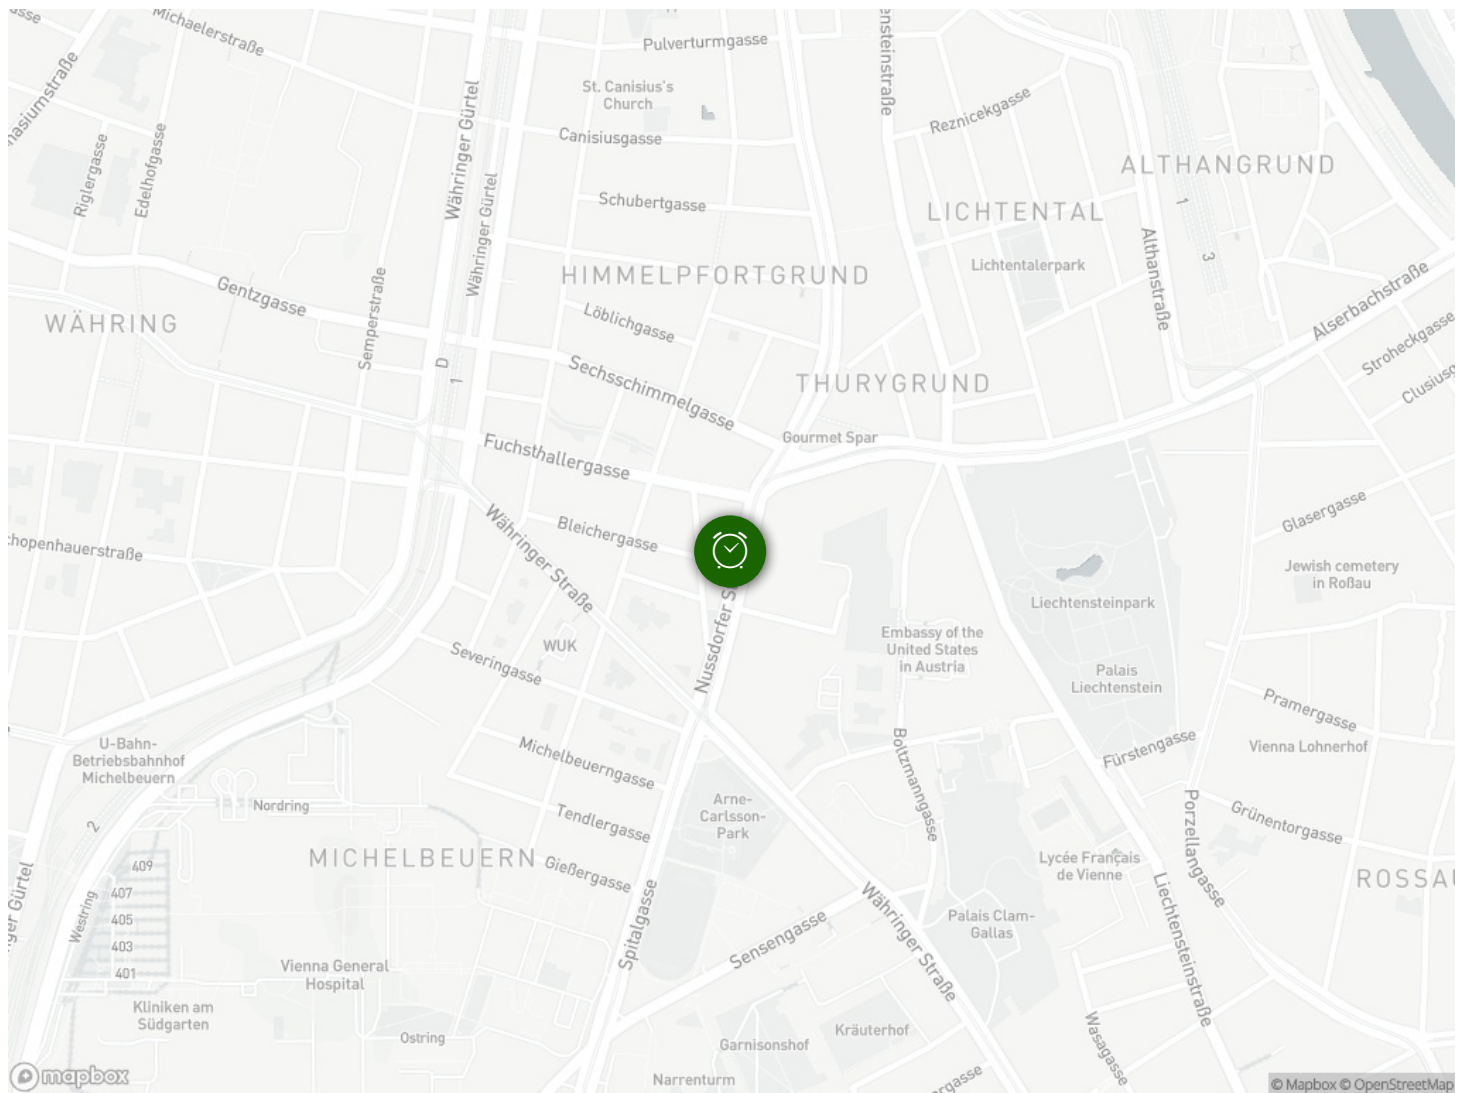 Michaelerstraße
Pulverturmgasse
St. Canisius's
Church
Canisiusgasse
Reznicekgasse
ALTHANGRUND
Riglergasse
Edelhofgasse
Währinger Gürtel
Währinger Gürtel
Schubertgasse
LICHTENTAL
1
Althanstraße
3
Lichtentalerpark
HIMMELPFORTGRUND
Gentzgasse
Semperstraße
Löblichgasse
WÄHRING
Alserbachstraße
Stroheckgasse
D
1
Sechsschimmelgasse
THURYGRUND
Gourmet Spar
Fuchsthallergasse
Glasergasse
Währinger Straße
Bleichergasse
Jewish cemetery
in Roßau
Liechtensteinpark
Nussdorfer
WUK
Embassy of the
United States
in Austria
Severingasse
Palais
Liechtenstein
Pramergasse
U-Bahn-
Betriebsbahnhof
Michelbeuern
Michelbeuerngasse
Boltzmanngasse
Fürstengasse
Vienna Lohnerhof
Nordring
2
Arne-
Carlsson-
Park
Tendlergasse
Porzellangasse
Grünentorgasse
MICHELBEUERN
Gießergasse
Lycée Français
de Vienne
409
407
405
403
401
Westring
Spitalgasse
Sensengasse
Währinger Straße
Palais Clam-
Gallas
Liechtensteinstraße
Vienna General
Hospital
Kliniken am
Südgarten
Ostring
Garnisonshof
Kräuterhof
Wasagasse
Narrenturm
mapbox
© Mapbox © OpenStreetMap